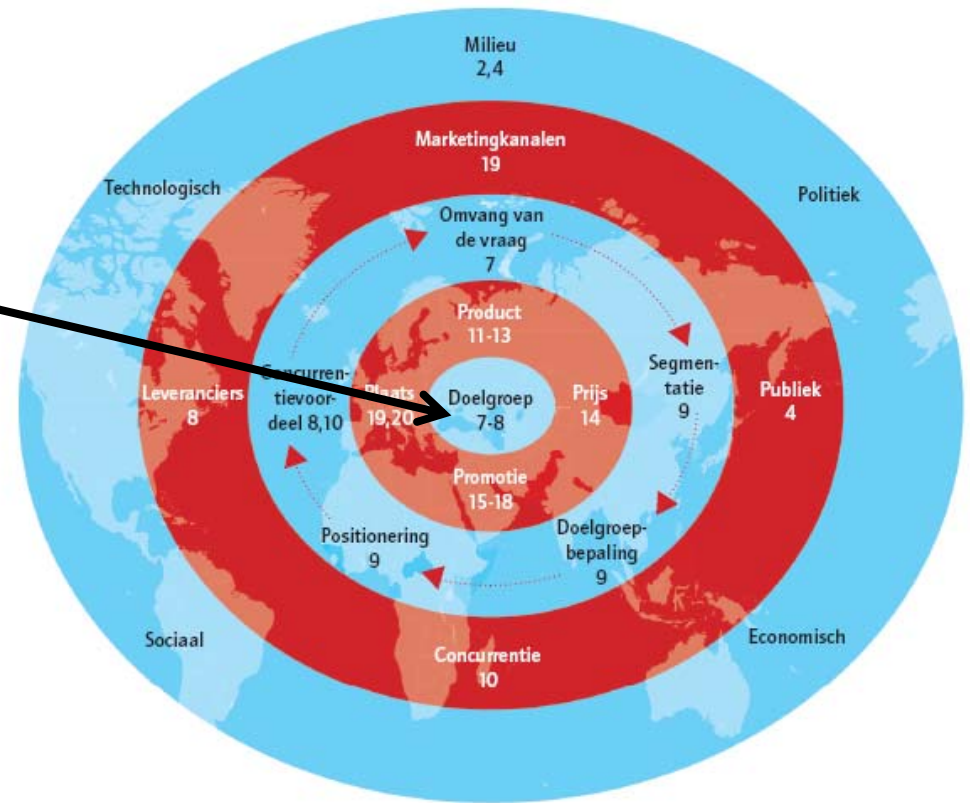 Milieu
2,4
Marketingkanalen
19
Technologisch
Politiek
Omvang van
de vraag
7
Product
11-13
Segmen-
tatie
9
Concurren-
tievoor-
deel 8,10
Leveranciers
8
Plaats
19,20
Doelgroep
7-8
Prijs
14
Publiek
4
Promotie
15-18
Positionering
9
Doelgroep-
bepaling
9
Sociaal
Economisch
Concurrentie
10